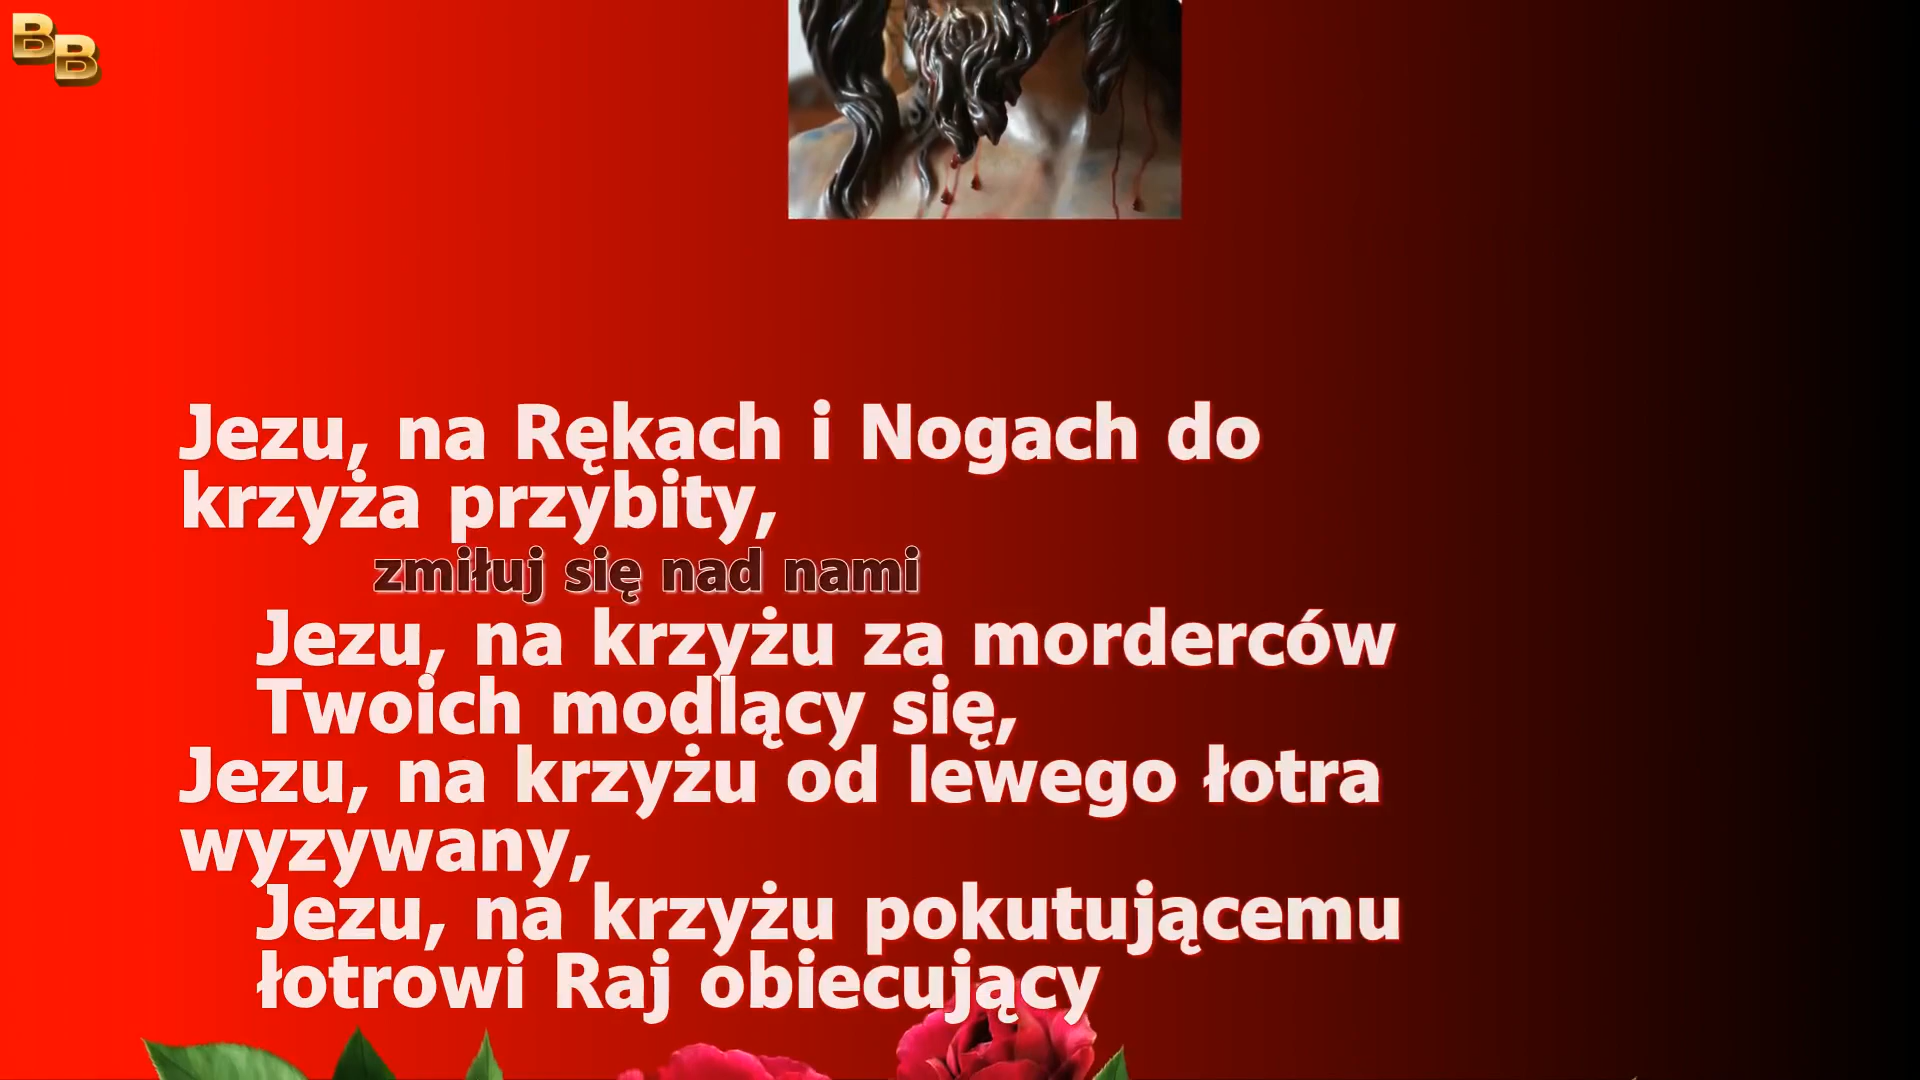 BB
Jezu, na Rękach i Nogach do
krzyża przybity,
zmiłuj się nad nami
Jezu, na krzyżu za morderców
Twoich modlący się,
Jezu, na krzyżu od lewego łotra
wyzywany,
Jezu, na krzyżu pokutującemu
łotrowi Raj obiecujący